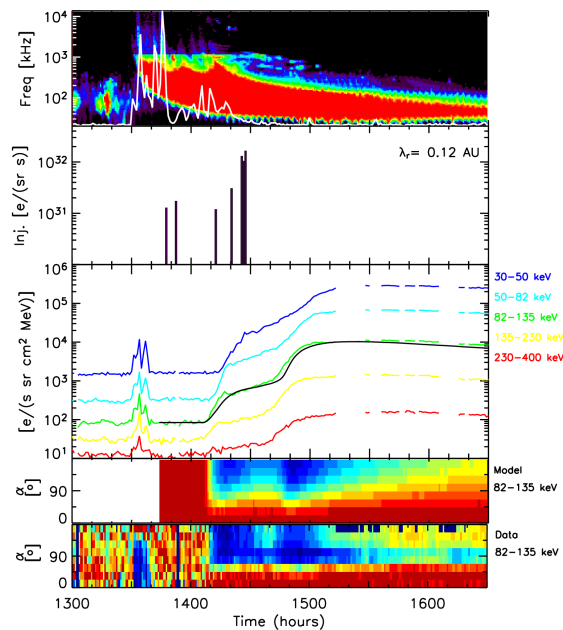 Freq [kHz]
10⁴
10³
10²
Inj. [e/(sr s)]
10³²
10³¹
λᵣ= 0.12 AU
[e/(s sr cm² MeV)]
10⁶
10⁵
10⁴
10³
10²
10¹
30−50 keV
50−82 keV
82−135 keV
135−230 keV
230−400 keV
α [°]
90
0
Model
82−135 keV
α [°]
90
0
Data
82−135 keV
1300 1400 1500 1600
Time (hours)